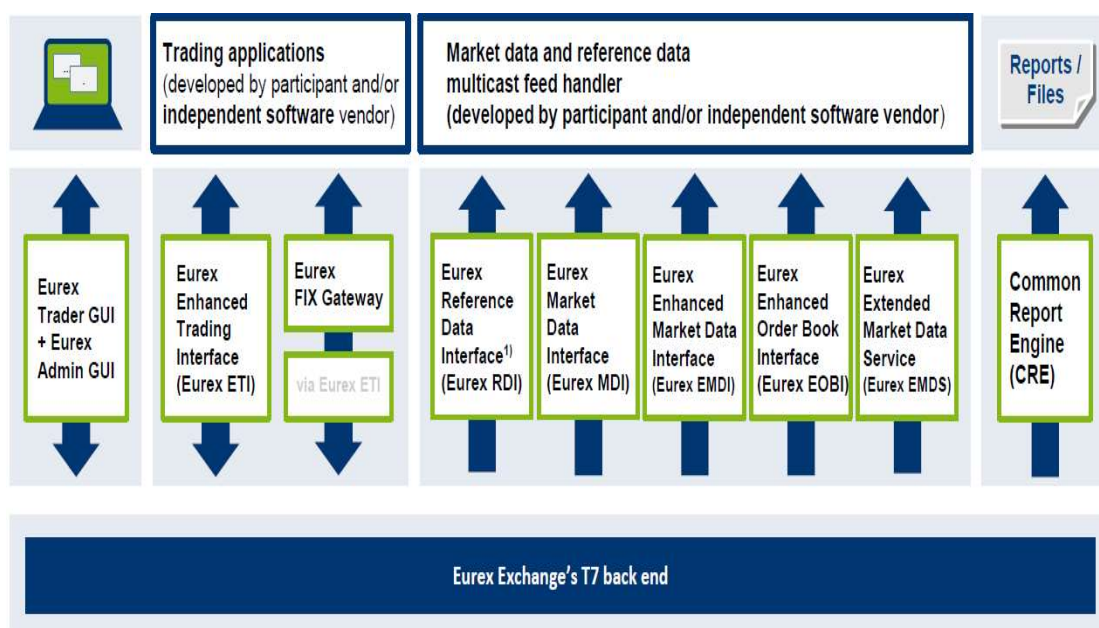 Trading applications
(developed by participant and/or
independent software vendor)
Market data and reference data
multicast feed handler
(developed by participant and/or independent software vendor)
Reports /
Files
Eurex
Trader GUI
+ Eurex
Admin GUI
Eurex
Enhanced
Trading
Interface
(Eurex ETI)
Eurex
FIX Gateway
via Eurex ETI
Eurex
Reference
Data
Interface1)
(Eurex RDI)
Eurex
Market
Data
Interface
(Eurex MDI)
Eurex
Enhanced
Market Data
Interface
(Eurex EMDI)
Eurex
Enhanced
Order Book
Interface
(Eurex EOBI)
Eurex
Extended
Market Data
Service
(Eurex EMDS)
Common
Report
Engine
(CRE)
Eurex Exchange's T7 back end